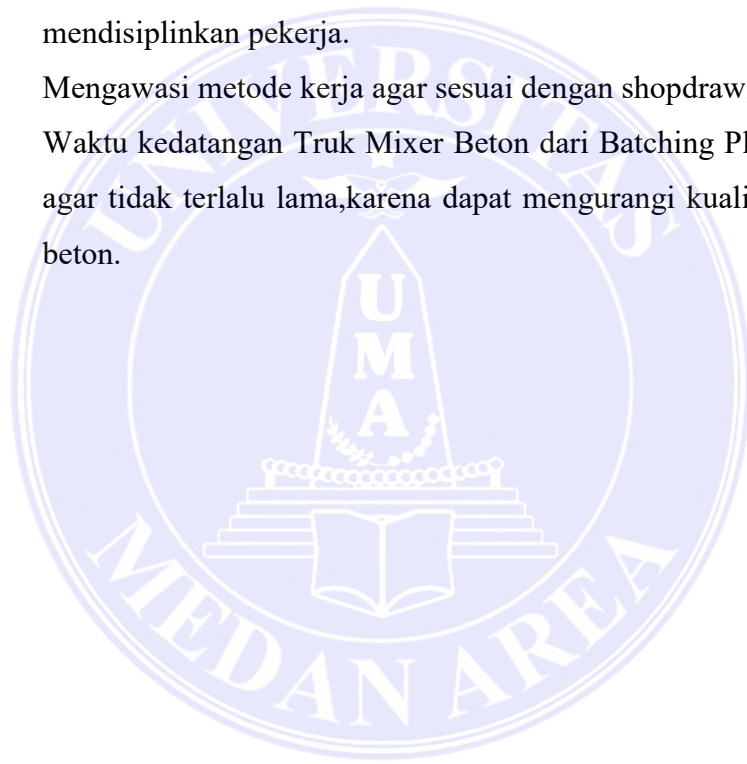 mendisiplinkan pekerja.
Mengawasi metode kerja agar sesuai dengan shopdraw
Waktu kedatangan Truk Mixer Beton dari Batching Pl
agar tidak terlalu lama,karena dapat mengurangi kuali
beton.
UNIVERSITAS
U
M
A
MEDAN AREA